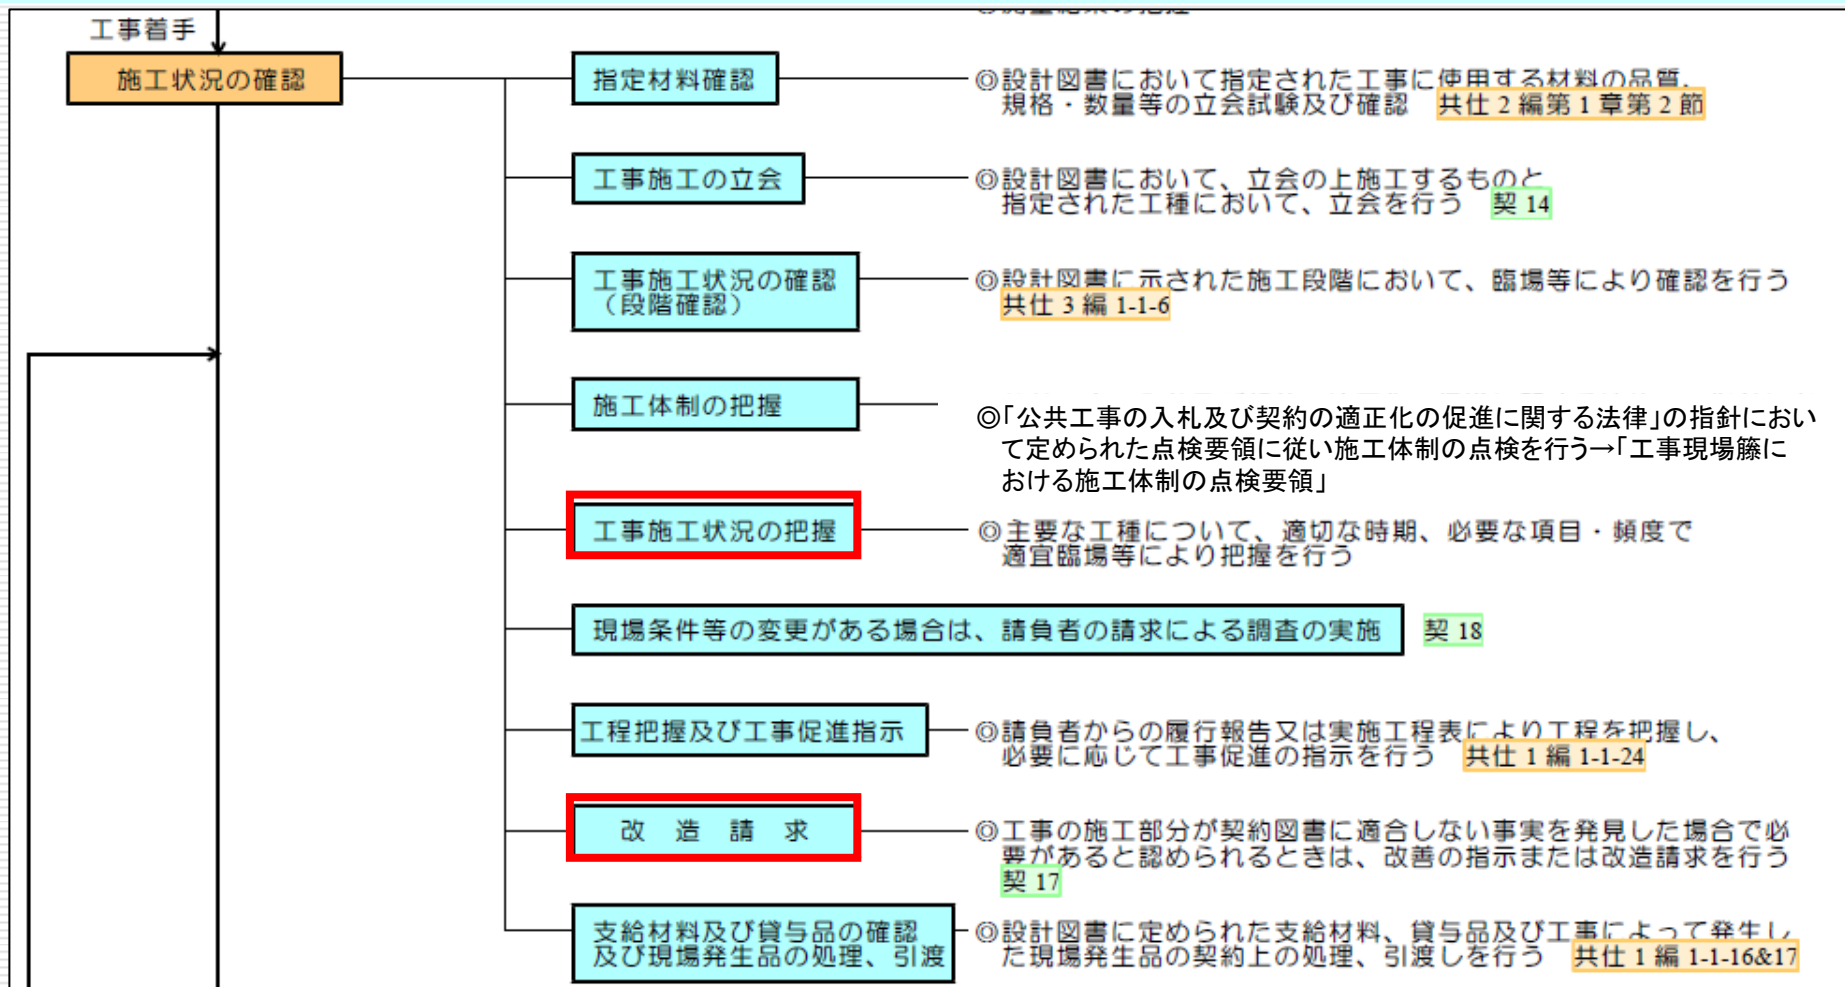 工事着手
施工状況の確認
指定材料確認
◎設計図書において指定された工事に使用する材料の品質、
規格・数量等の立会試験及び確認 共仕 2 編第 1 章第 2 節
工事施工の立会
◎設計図書において、立会の上施工するものと
指定された工種において、立会を行う 契 14
工事施工状況の確認
(段階確認)
◎設計図書に示された施工段階において、臨場等により確認を行う
共仕 3 編 1-1-6
施工体制の把握
◎「公共工事の入札及び契約の適正化の促進に関する法律」の指針におい
て定められた点検要領に従い施工体制の点検を行う→「工事現場籐に
おける施工体制の点検要領」
工事施工状況の把握
◎主要な工種について、適切な時期、必要な項目・頻度で
適宜臨場等により把握を行う
現場条件等の変更がある場合は、請負者の請求による調査の実施 契 18
工程把握及び工事促進指示
◎請負者からの履行報告又は実施工程表により工程を把握し、
必要に応じて工事促進の指示を行う 共仕 1 編 1-1-24
改 造 請 求
◎工事の施工部分が契約図書に適合しない事実を発見した場合で必
要があると認められるときは、改善の指示または改造請求を行う
契 17
支給材料及び貸与品の確認
及び現場発生品の処理、引渡
◎設計図書に定められた支給材料、貸与品及び工事によって発生し
た現場発生品の契約上の処理、引渡しを行う 共仕 1 編 1-1-16&17